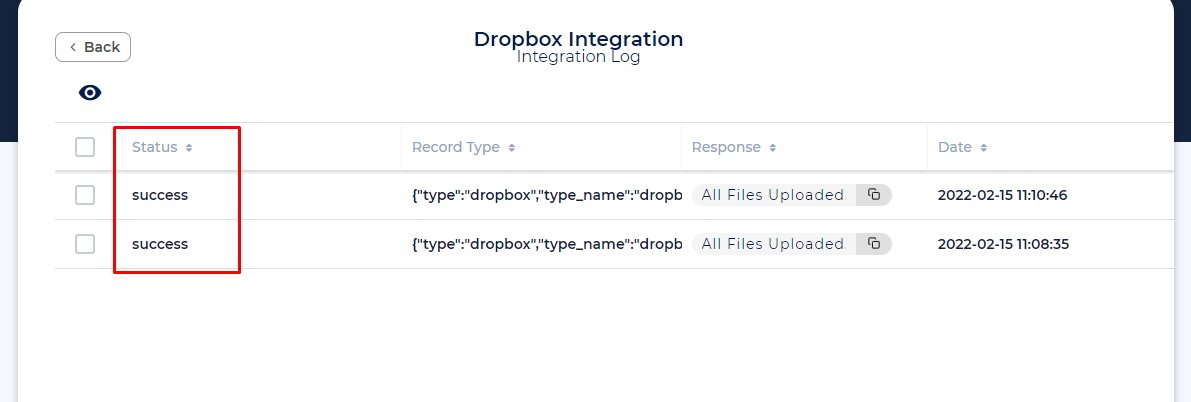 Back
Dropbox Integration
Integration Log
Status Record Type Response Date
success {"type":"dropbox","type_name":"dropb All Files Uploaded. 2022-02-15 11:10:46
success {"type":"dropbox","type_name":"dropb All Files Uploaded. 2022-02-15 11:08:35